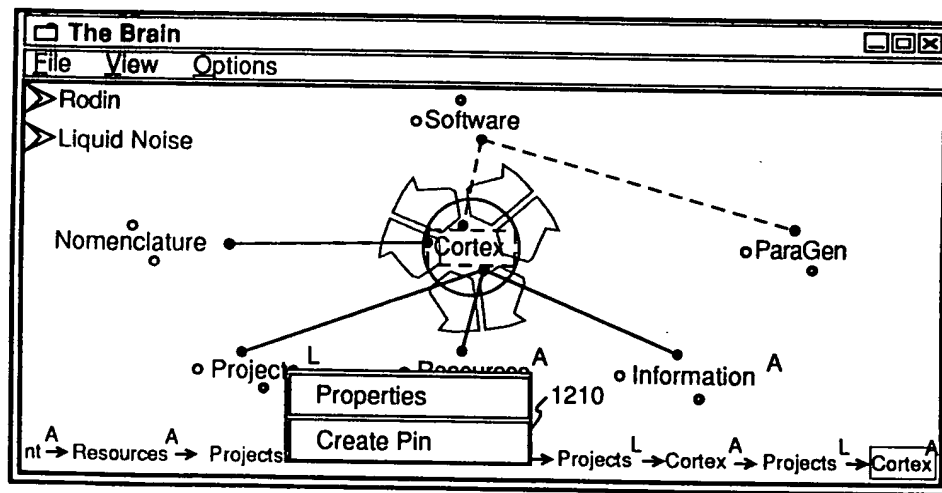 The Brain
File View Options
Rodin
Software
Liquid Noise
Nomenclature
Cortex
ParaGen
Projects L
Resources A
Information A
Properties
1210
Create Pin
nt A Resources A Projects Projects L Cortex A Projects L Cortex A